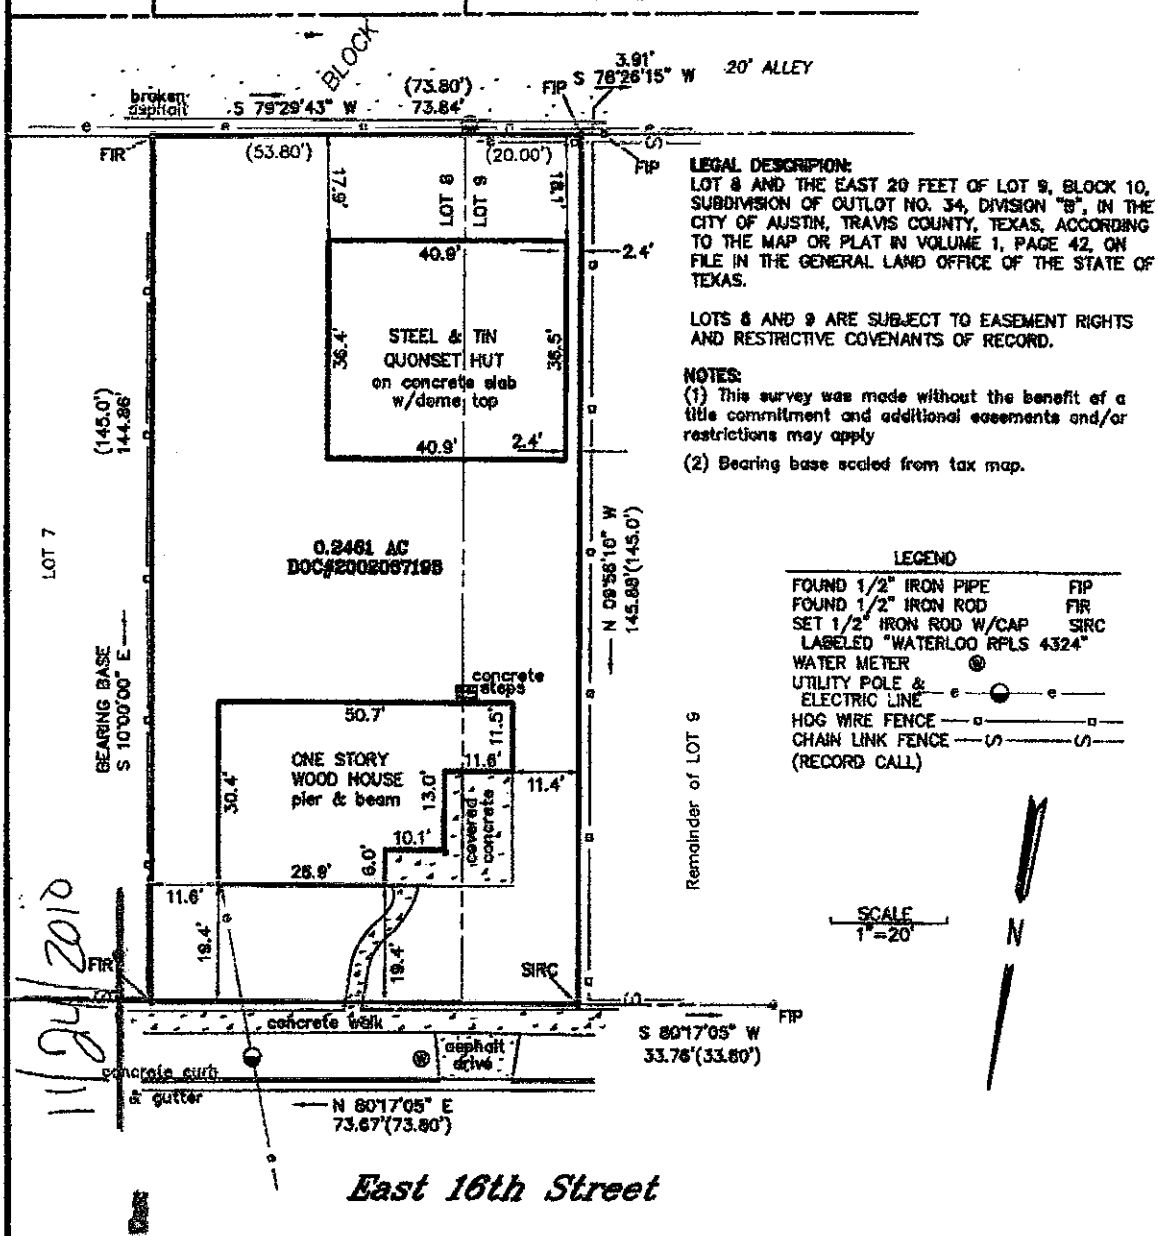 BLOCK
3.91'
S 78°26'15" W
20' ALLEY
(73.80')
FIP
broken
asphalt
S 79°29'43" W
73.84'
e
FIR
(53.80')
(20.00')
FIP
17.9'
LOT 8
LOT 9
18.1'
LEGAL DESCRIPTION:
LOT 8 AND THE EAST 20 FEET OF LOT 9, BLOCK 10,
SUBDIVISION OF OUTLOT NO. 34, DIVISION "B", IN THE
CITY OF AUSTIN, TRAVIS COUNTY, TEXAS, ACCORDING
TO THE MAP OR PLAT IN VOLUME 1, PAGE 42, ON
FILE IN THE GENERAL LAND OFFICE OF THE STATE OF
TEXAS.
LOTS 8 AND 9 ARE SUBJECT TO EASEMENT RIGHTS
AND RESTRICTIVE COVENANTS OF RECORD.
NOTES:
(1) This survey was made without the benefit of a
title commitment and additional easements and/or
restrictions may apply
(2) Bearing base scaled from tax map.
40.9'
2.4'
36.4'
STEEL & TIN
QUONSET HUT
on concrete slab
w/dome top
36.5'
40.9'
2.4'
(145.0')
144.86'
LOT 7
0.2461 AC
DOC#2002067195
N 09°56'10" W
145.88'(145.0')
BEARING BASE
S 10°00'00" E
LEGEND
FOUND 1/2" IRON PIPE FIP
FOUND 1/2" IRON ROD FIR
SET 1/2" IRON ROD W/CAP SIRC
LABELED "WATERLOO RPLS 4324"
WATER METER W
UTILITY POLE & e e
ELECTRIC LINE
HOG WIRE FENCE
CHAIN LINK FENCE
(RECORD CALL)
concrete
steps
50.7'
11.5'
ONE STORY
WOOD HOUSE
pier & beam
30.4'
13.0'
11.6'
11.4'
covered
concrete
10.1'
6.0'
26.9'
11.6'
19.4'
19.4'
Remainder of LOT 9
SCALE
1"=20'
N
11/24/2010
FIR
SIRC
FIP
concrete walk
S 80°17'05" W
33.76'(33.80')
asphalt
drive
W
concrete curb
& gutter
N 80°17'05" E
73.67'(73.80')
e
East 16th Street